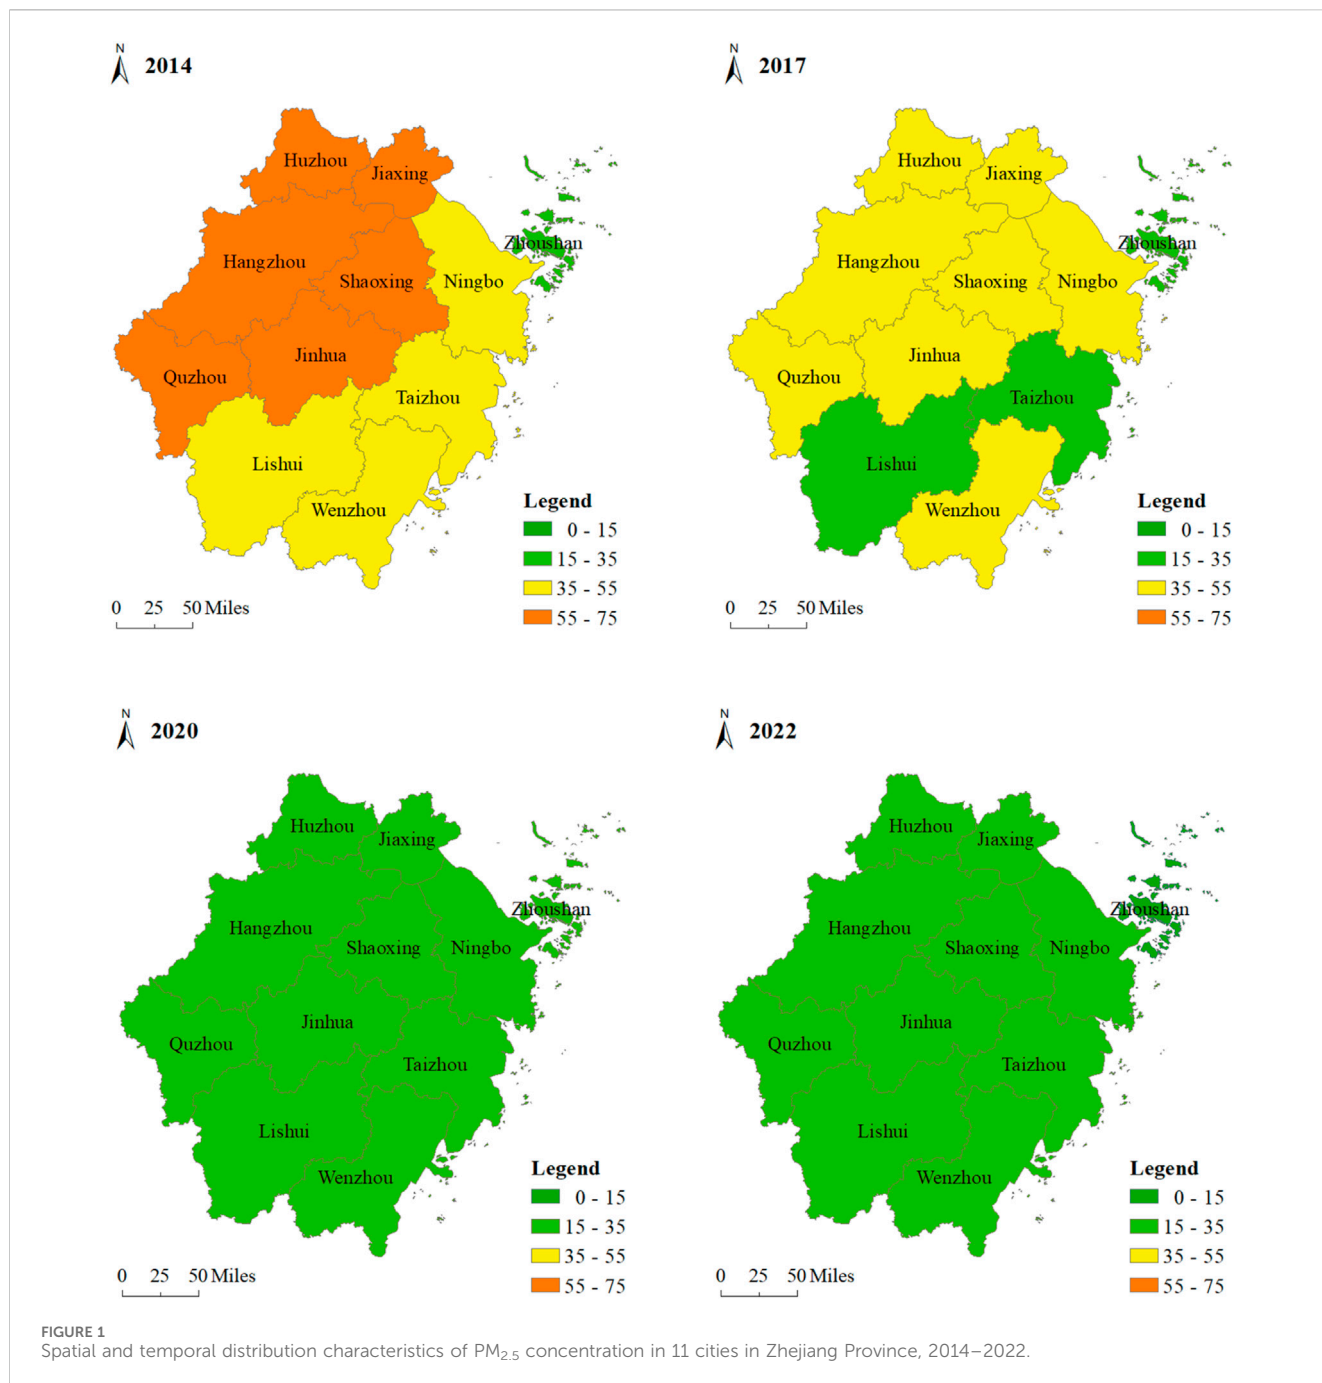 N
2014
Huzhou
Jiaxing
Zhoushan
Hangzhou
Shaoxing
Ningbo
Jinhua
Quzhou
Taizhou
Lishui
Wenzhou
Legend
0 - 15
15 - 35
35 - 55
55 - 75
0 25 50 Miles
N
2017
Huzhou
Jiaxing
Zhoushan
Hangzhou
Shaoxing
Ningbo
Jinhua
Quzhou
Taizhou
Lishui
Wenzhou
Legend
0 - 15
15 - 35
35 - 55
55 - 75
0 25 50 Miles
N
2020
Huzhou
Jiaxing
Zhoushan
Hangzhou
Shaoxing
Ningbo
Jinhua
Quzhou
Taizhou
Lishui
Wenzhou
Legend
0 - 15
15 - 35
35 - 55
55 - 75
0 25 50 Miles
N
2022
Huzhou
Jiaxing
Zhoushan
Hangzhou
Shaoxing
Ningbo
Jinhua
Quzhou
Taizhou
Lishui
Wenzhou
Legend
0 - 15
15 - 35
35 - 55
55 - 75
0 25 50 Miles
FIGURE 1
Spatial and temporal distribution characteristics of PM2.5 concentration in 11 cities in Zhejiang Province, 2014–2022.